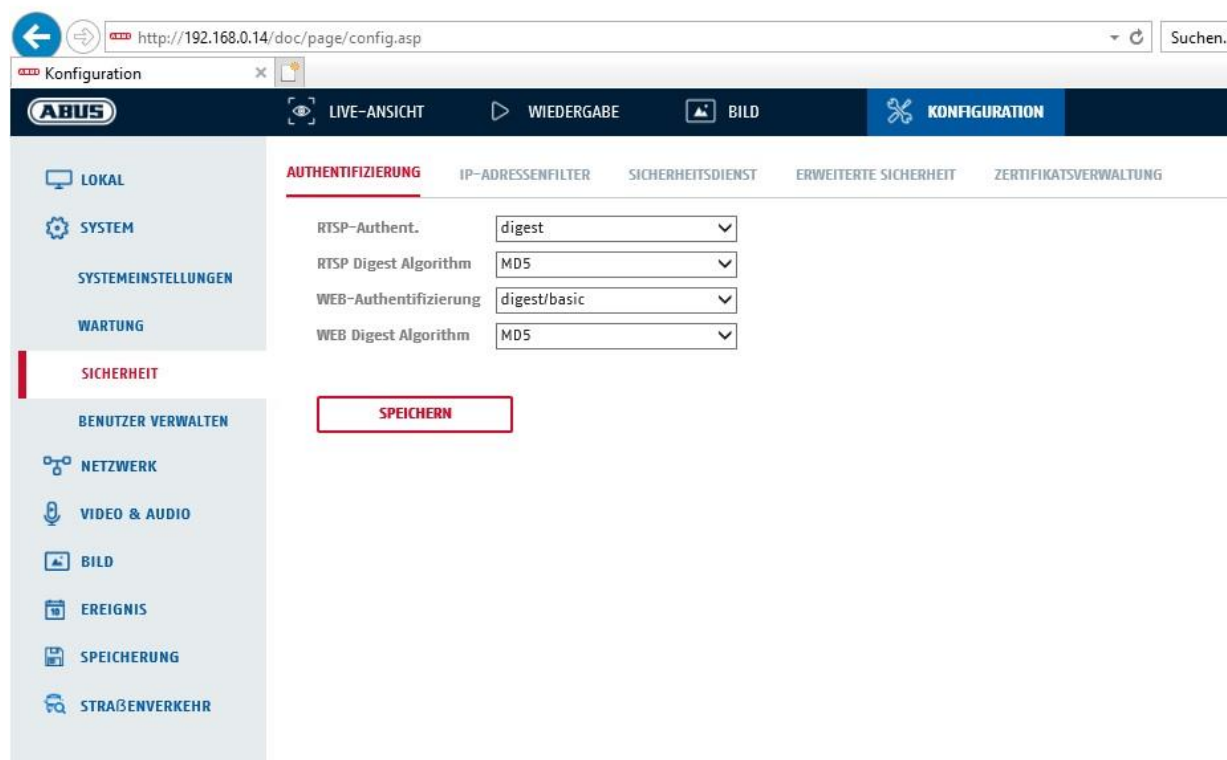 http://192.168.0.14/doc/page/config.asp
Suchen.
Konfiguration
ABUS
LIVE-ANSICHT
WIEDERGABE
BILD
KONFIGURATION
LOKAL
SYSTEM
SYSTEMEINSTELLUNGEN
WARTUNG
SICHERHEIT
BENUTZER VERWALTEN
NETZWERK
VIDEO & AUDIO
BILD
EREIGNIS
SPEICHERUNG
STRAßENVERKEHR
AUTHENTIFIZIERUNG
IP-ADRESSENFILTER
SICHERHEITSDIENST
ERWEITERTE SICHERHEIT
ZERTIFIKATSVERWALTUNG
RTSP-Authent. digest
RTSP Digest Algorithm MD5
WEB-Authentifizierung digest/basic
WEB Digest Algorithm MD5
SPEICHERN